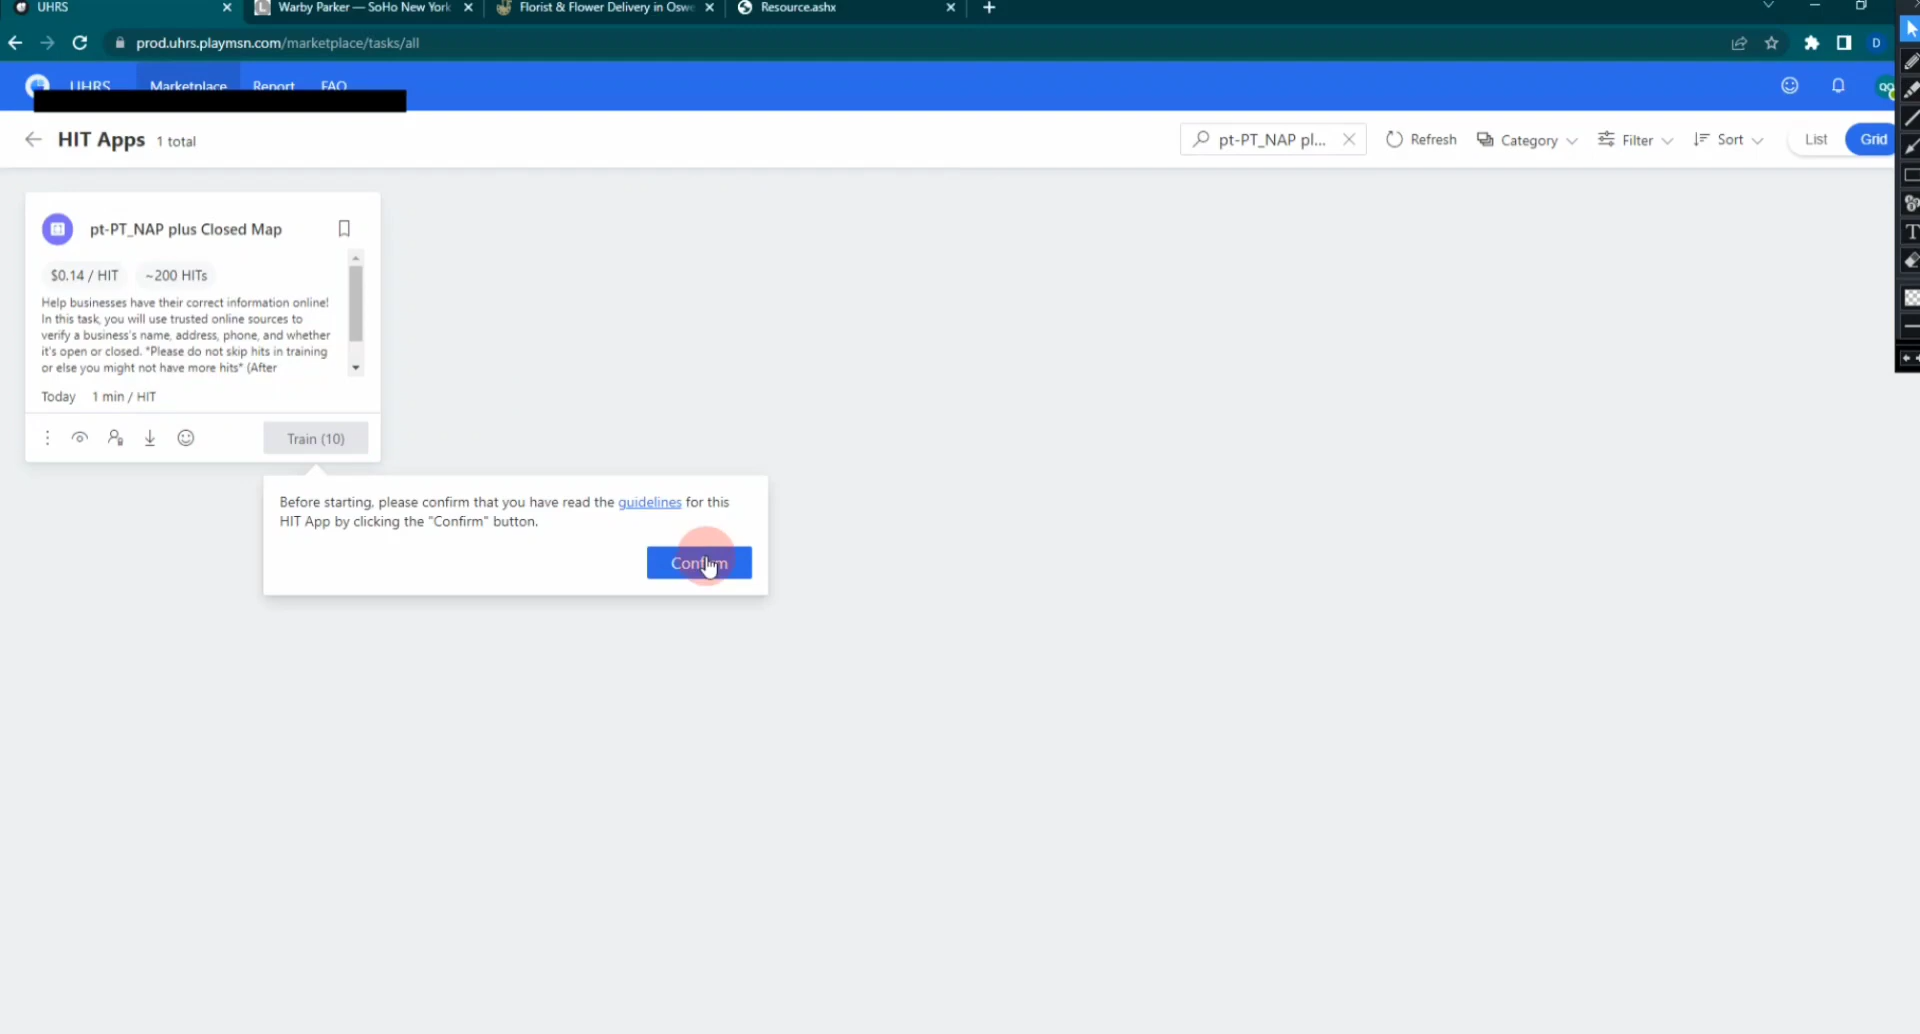 UHRS
Warby Parker — SoHo New York
Florist & Flower Delivery in Oswe
Resource.ashx
prod.uhrs.playmsn.com/marketplace/tasks/all
D
UHRS Marketplace Report FAQ
HIT Apps 1 total
pt-PT_NAP pl... Refresh Category Filter Sort List Grid
pt-PT_NAP plus Closed Map
$0.14 / HIT ~200 HITs
Help businesses have their correct information online!
In this task, you will use trusted online sources to
verify a business's name, address, phone, and whether
it's open or closed. *Please do not skip hits in training
or else you might not have more hits* (After
Today 1 min / HIT
Train (10)
Before starting, please confirm that you have read the guidelines for this
HIT App by clicking the "Confirm" button.
Confirm